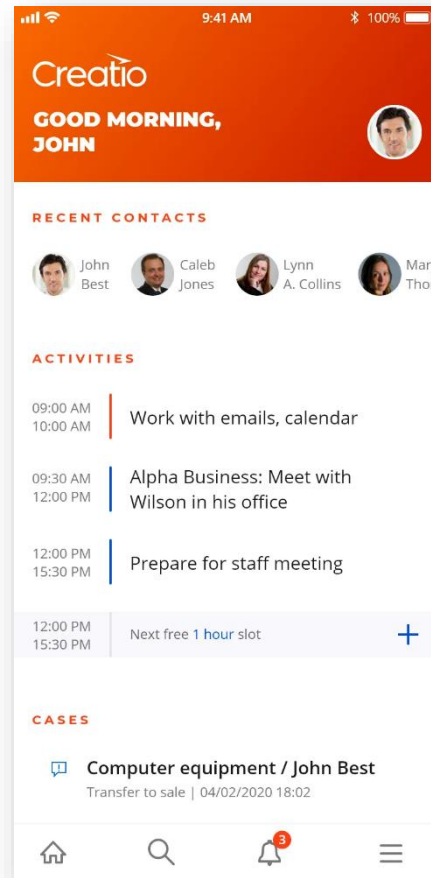 9:41 AM
100%
Creatio
GOOD MORNING,
JOHN
RECENT CONTACTS
John
Best
Caleb
Jones
Lynn
A. Collins
Mar
Tho
ACTIVITIES
09:00 AM
10:00 AM
Work with emails, calendar
09:30 AM
12:00 PM
Alpha Business: Meet with
Wilson in his office
12:00 PM
15:30 PM
Prepare for staff meeting
12:00 PM
15:30 PM
Next free 1 hour slot
CASES
Computer equipment / John Best
Transfer to sale | 04/02/2020 18:02
3